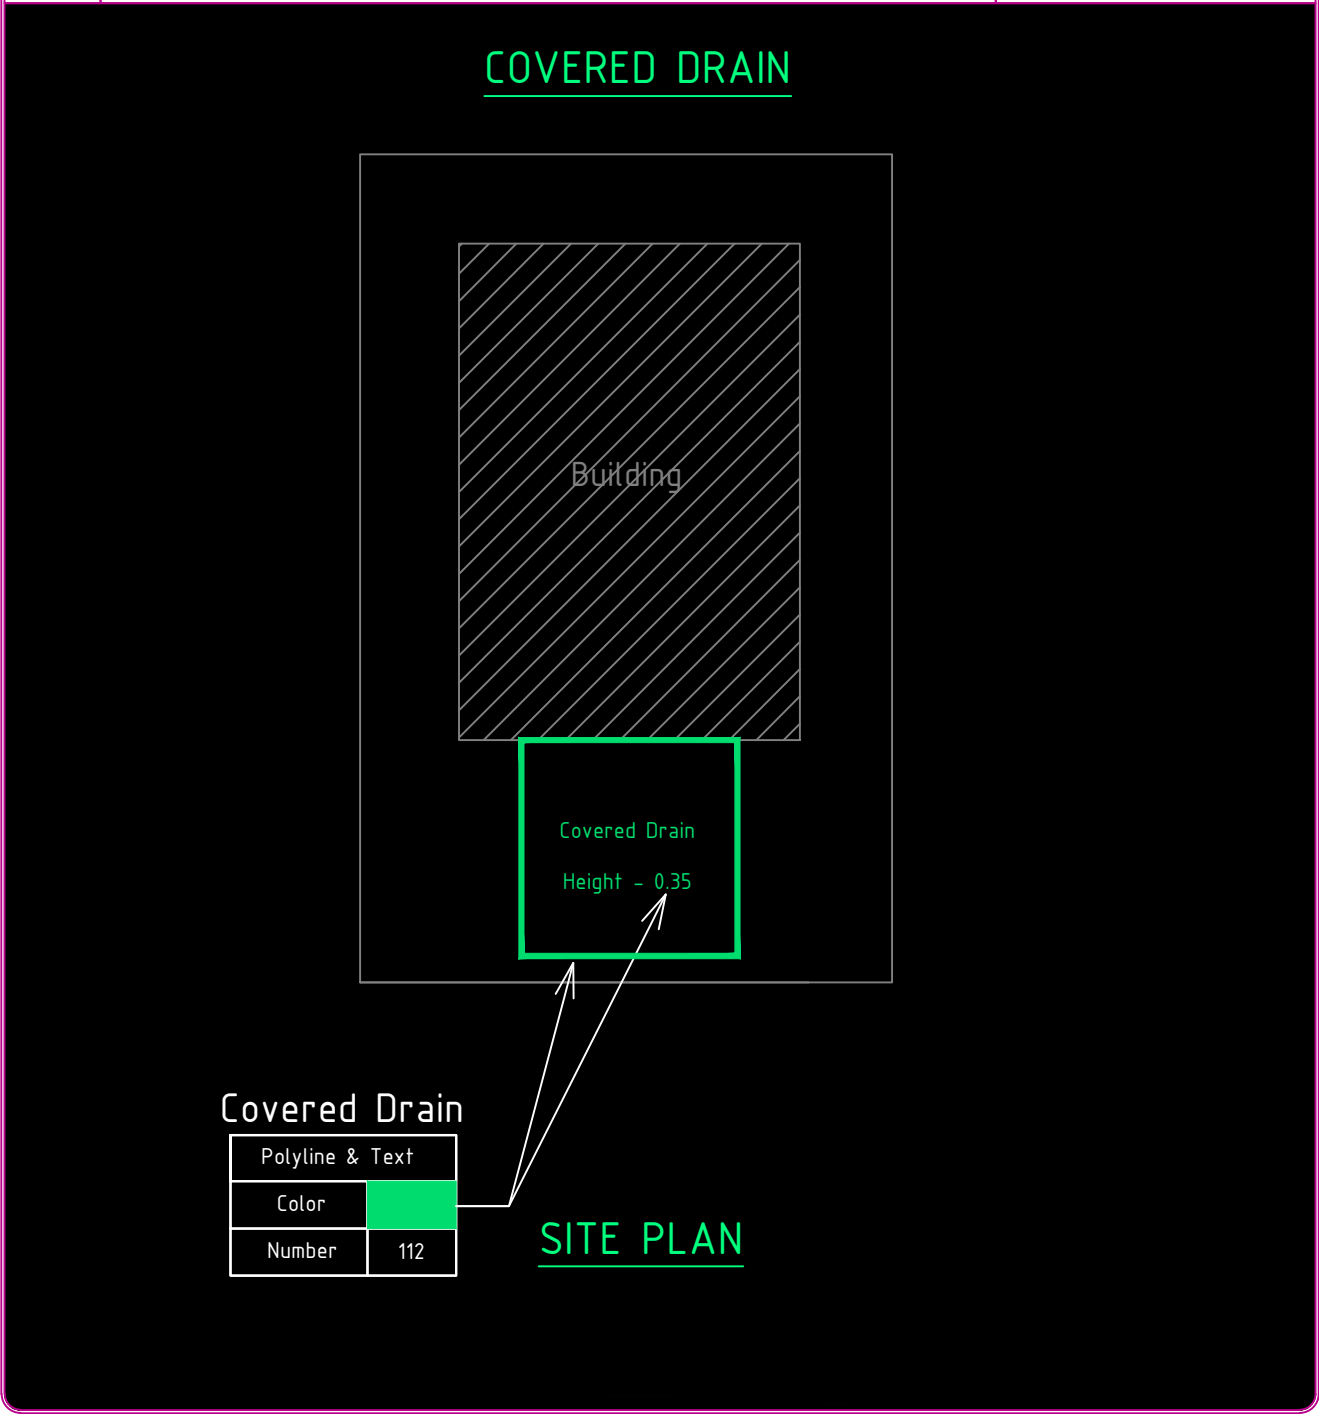 COVERED DRAIN
Building
Covered Drain
Height - 0.35
Covered Drain
Polyline & Text
Color
Number 112
SITE PLAN